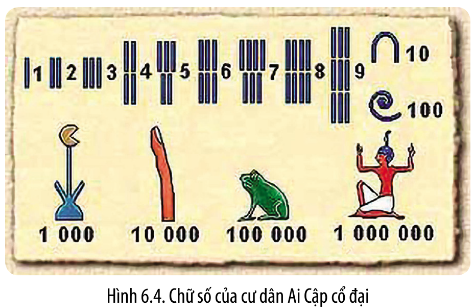 1 2 3 4 5 6 7 8 9 10
100
1 000 10 000 100 000 1 000 000
Hình 6.4. Chữ số của cư dân Ai Cập cổ đại